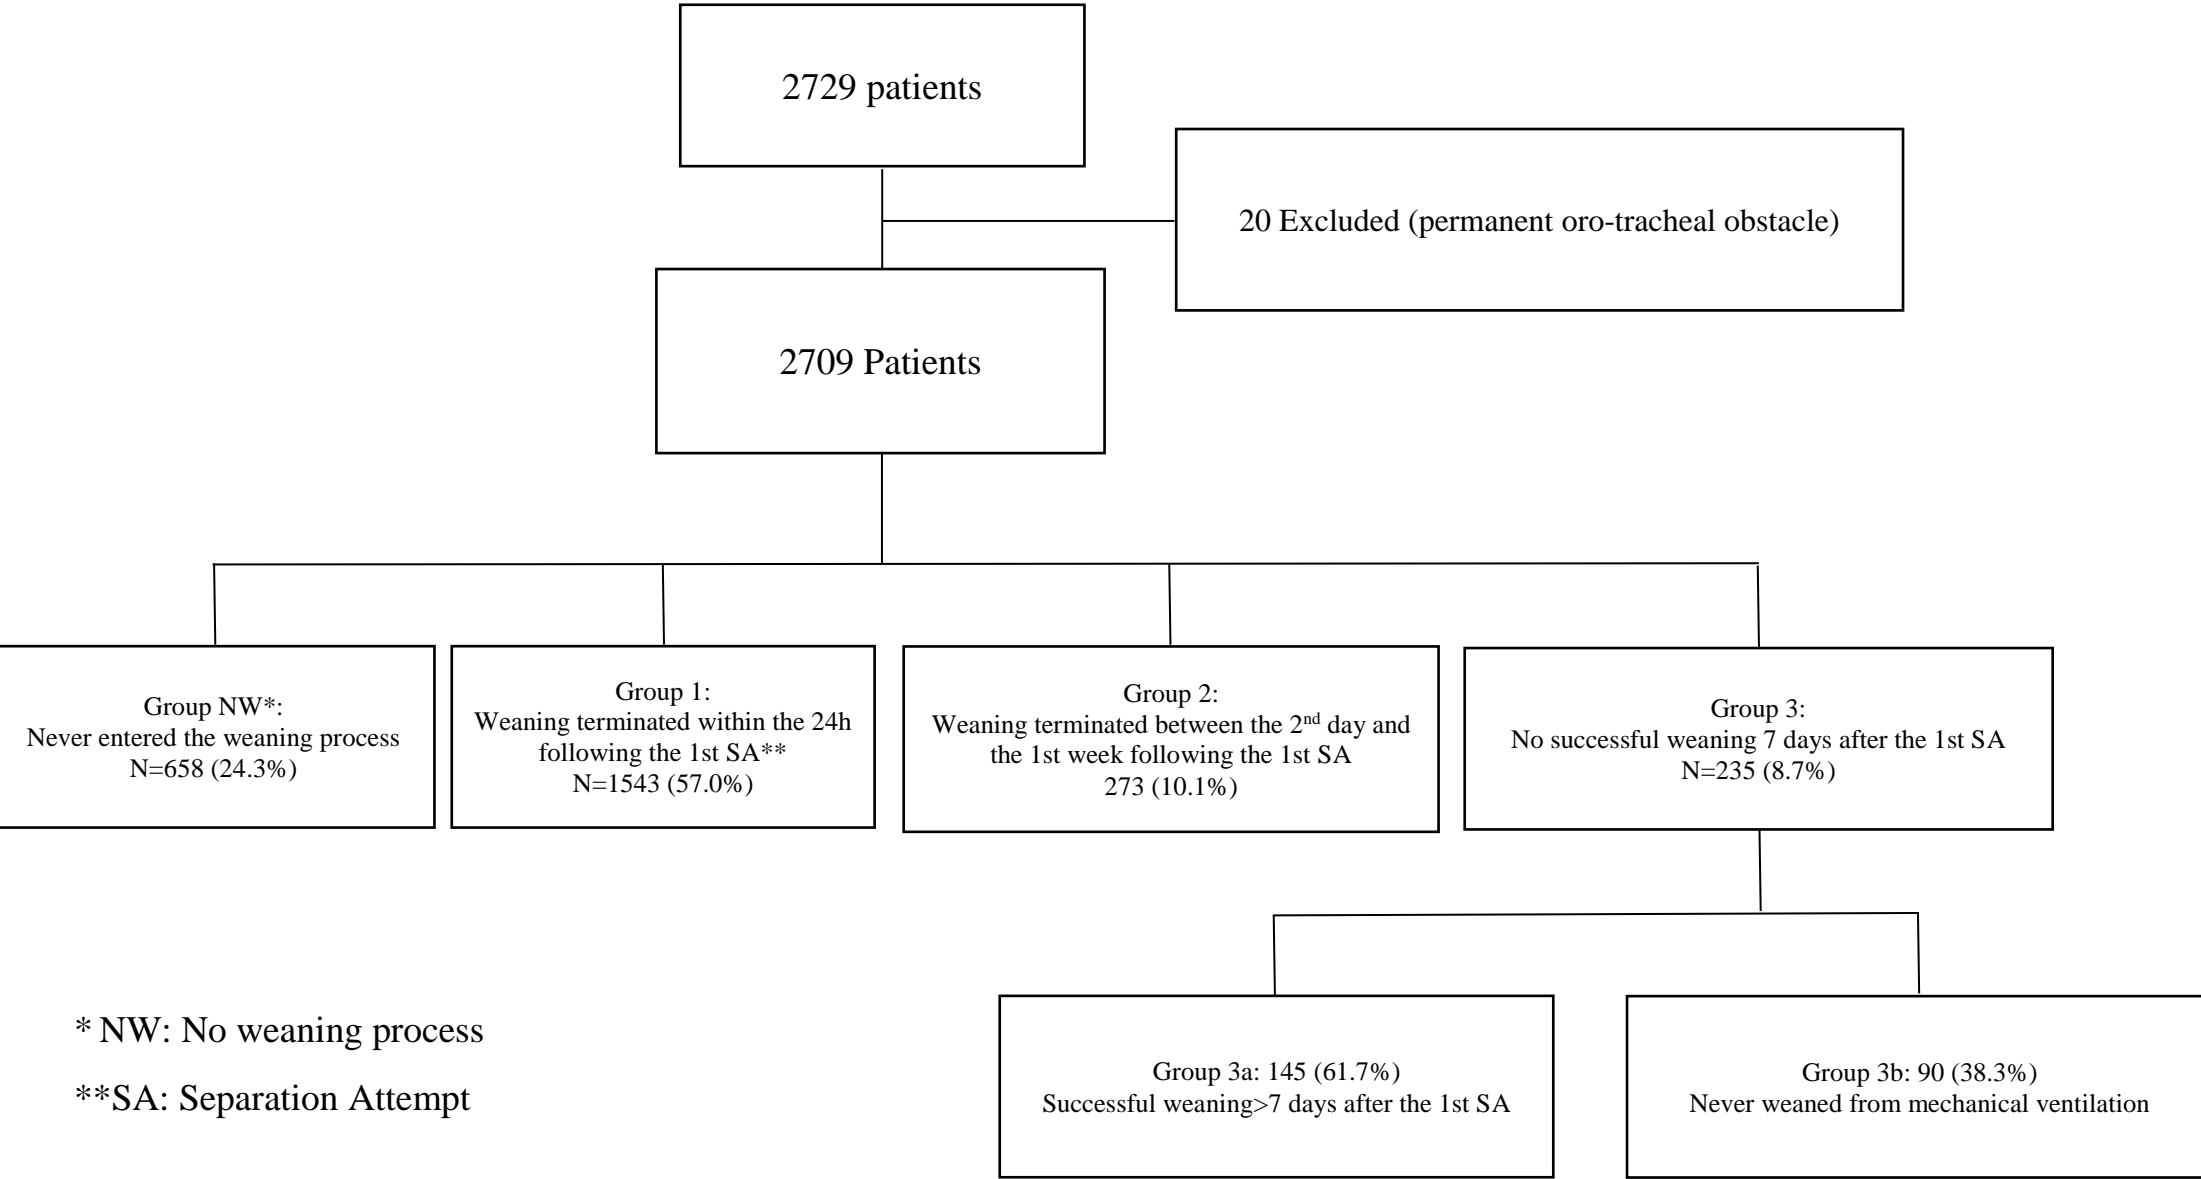 2729 patients
20 Excluded (permanent oro-tracheal obstacle)
2709 Patients
Group NW*:
Never entered the weaning process
N=658 (24.3%)
Group 1:
Weaning terminated within the 24h
following the 1st SA**
N=1543 (57.0%)
Group 2:
Weaning terminated between the 2nd day and
the 1st week following the 1st SA
273 (10.1%)
Group 3:
No successful weaning 7 days after the 1st SA
N=235 (8.7%)
Group 3a: 145 (61.7%)
Successful weaning>7 days after the 1st SA
Group 3b: 90 (38.3%)
Never weaned from mechanical ventilation
* NW: No weaning process
**SA: Separation Attempt